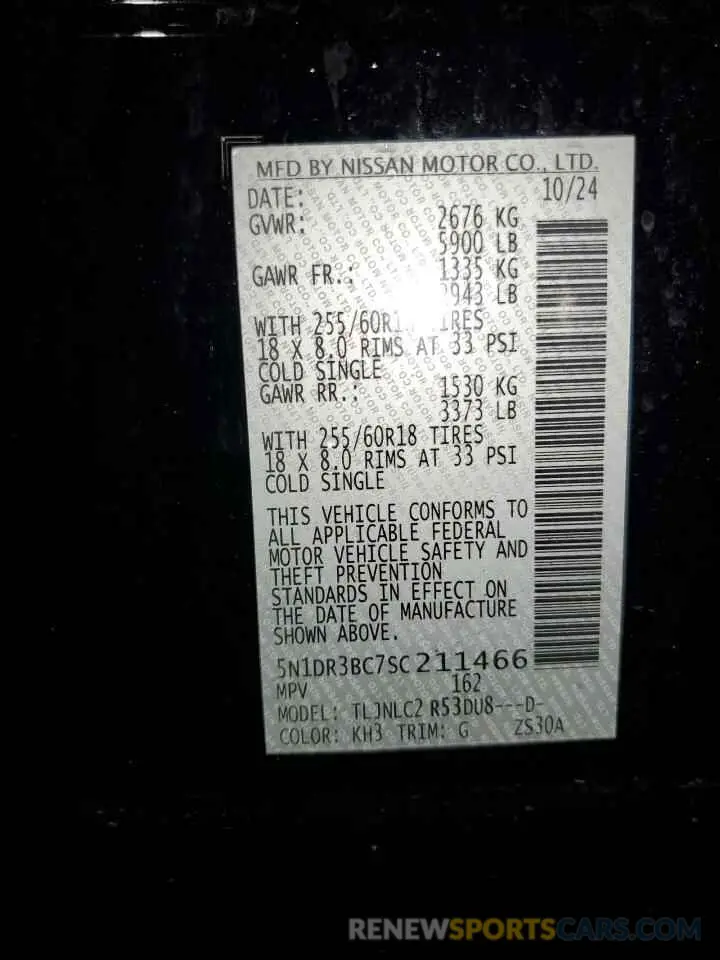 MFD BY NISSAN MOTOR CO., LTD.
DATE: 10/24
GVWR: 2676 KG
5900 LB
GAWR FR.: 1335 KG
2943 LB
WITH 255/60R1 TIRES
18 X 8.0 RIMS AT 33 PSI
COLD SINGLE
GAWR RR.: 1530 KG
3373 LB
WITH 255/60R18 TIRES
18 X 8.0 RIMS AT 33 PSI
COLD SINGLE
THIS VEHICLE CONFORMS TO
ALL APPLICABLE FEDERAL
MOTOR VEHICLE SAFETY AND
THEFT PREVENTION
STANDARDS IN EFFECT ON
THE DATE OF MANUFACTURE
SHOWN ABOVE.
5N1DR3BC7SC211466
MPV 162
MODEL: TLJNLC2 R53DU8---D-
COLOR: KH3 TRIM: G ZS30A
RENEWSPORTSCARS.COM